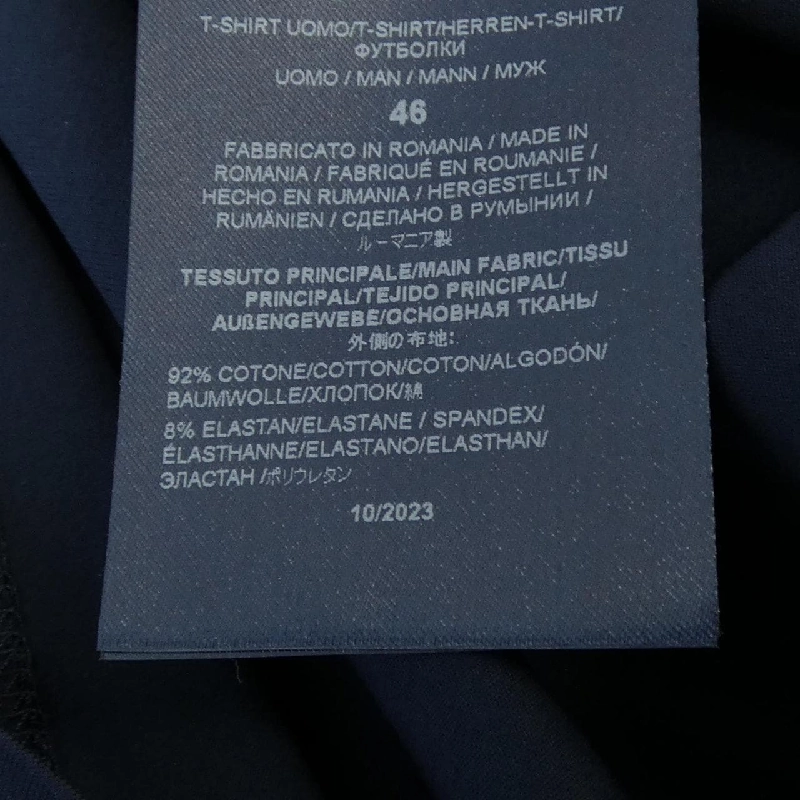 T-SHIRT UOMO/T-SHIRT/HERREN-T-SHIRT/
ФУТБОЛКИ
UOMO / MAN / MANN / МУЖ
46
FABBRICATO IN ROMANIA / MADE IN
ROMANIA / FABRIQUÉ EN ROUMANIE /
HECHO EN RUMANIA / HERGESTELLT IN
RUMÄNIEN / СДЕЛАНО В РУМЫНИИ /
ルーマニア製
TESSUTO PRINCIPALE/MAIN FABRIC/TISSU
PRINCIPAL/TEJIDO PRINCIPAL/
AUßENGEWEBE/ОСНОВНАЯ ТКАНЬ/
外側の布地:
92% COTONE/COTTON/COTON/ALGODÓN/
BAUMWOLLE/ХЛОПОК/綿
8% ELASTAN/ELASTANE / SPANDEX/
ÉLASTHANNE/ELASTANO/ELASTHAN/
ЭЛАСТАН /ポリウレタン
10/2023